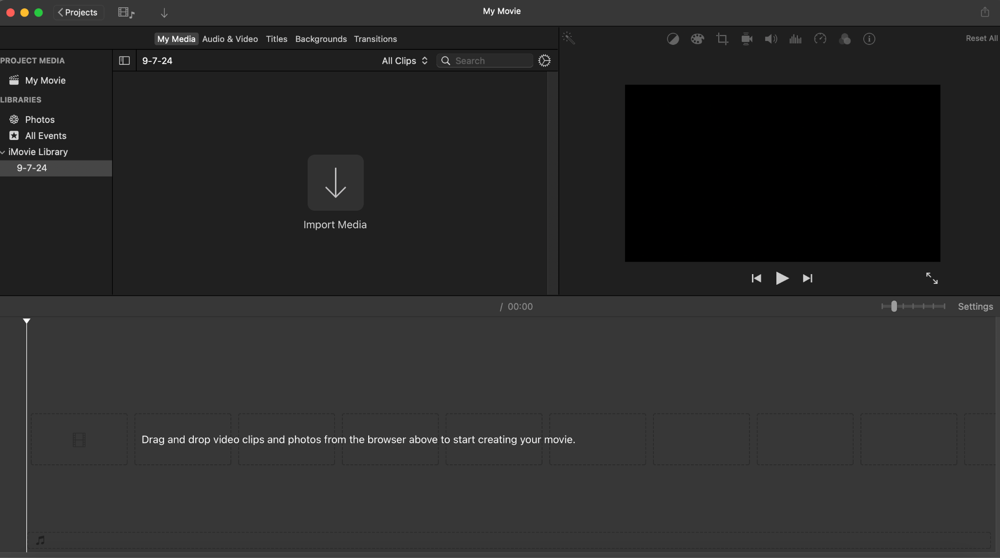 Projects
My Movie
My Media Audio & Video Titles Backgrounds Transitions
Reset All
PROJECT MEDIA
9-7-24
All Clips
Search
My Movie
LIBRARIES
Photos
All Events
iMovie Library
9-7-24
Import Media
/ 00:00
Settings
Drag and drop video clips and photos from the browser above to start creating your movie.